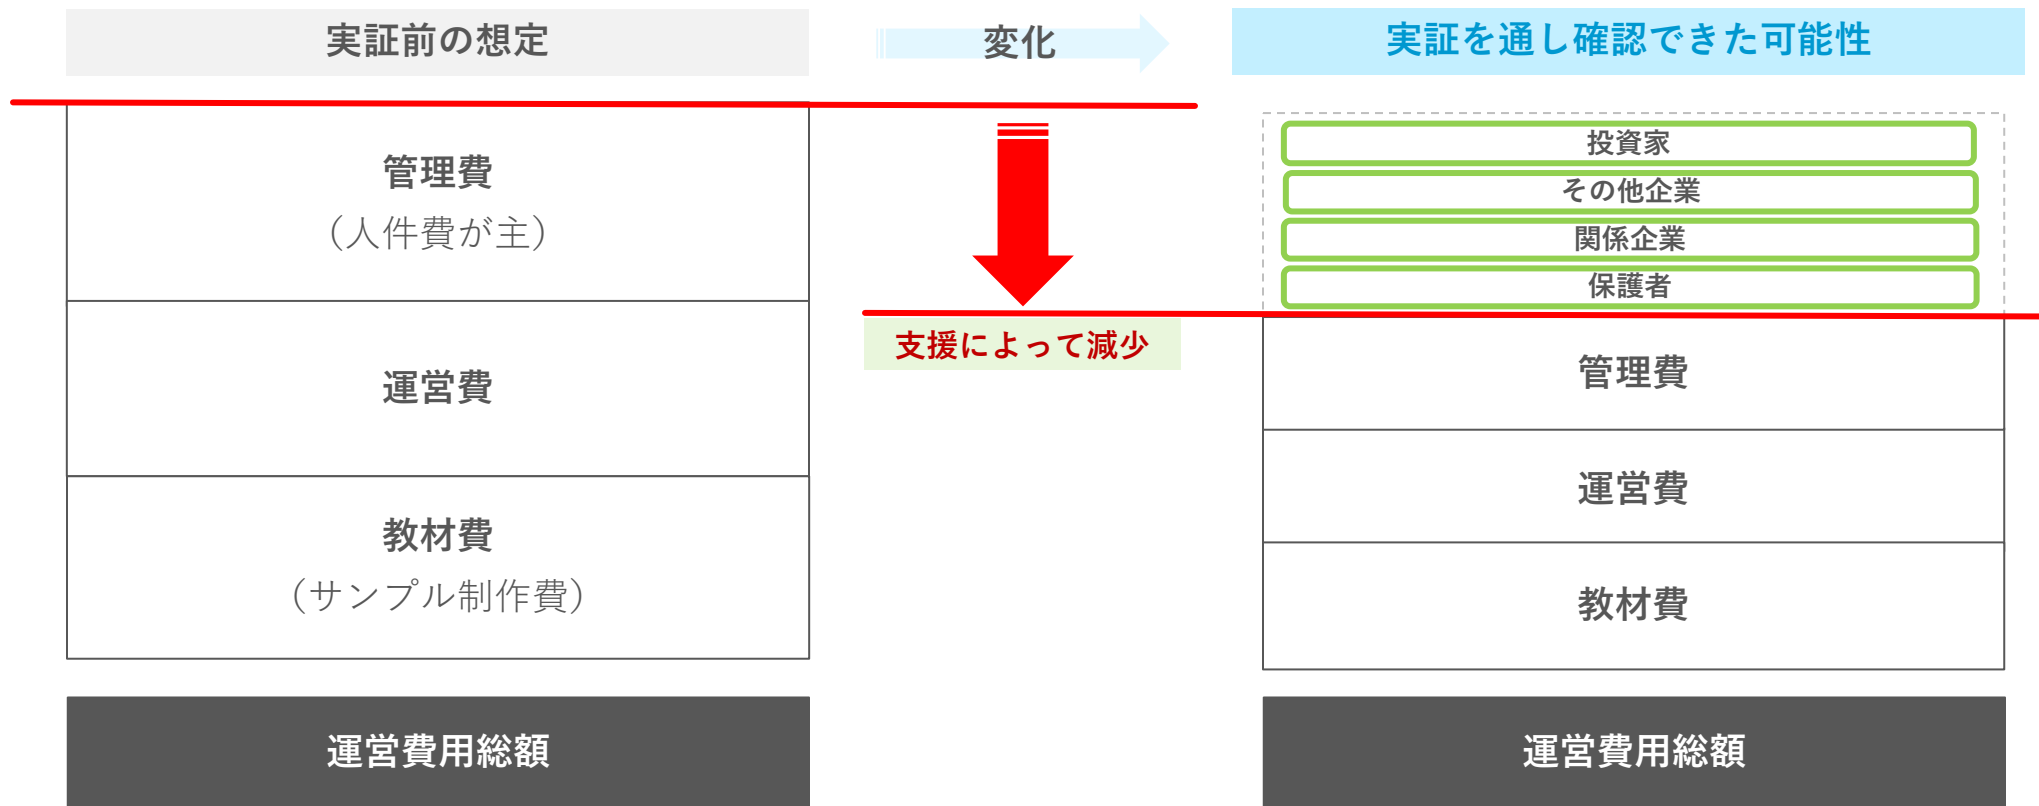 実証前の想定
変化
実証を通し確認できた可能性
管理費
（人件費が主）
運営費
教材費
（サンプル制作費）
運営費用総額
支援によって減少
投資家
その他企業
関係企業
保護者
管理費
運営費
教材費
運営費用総額